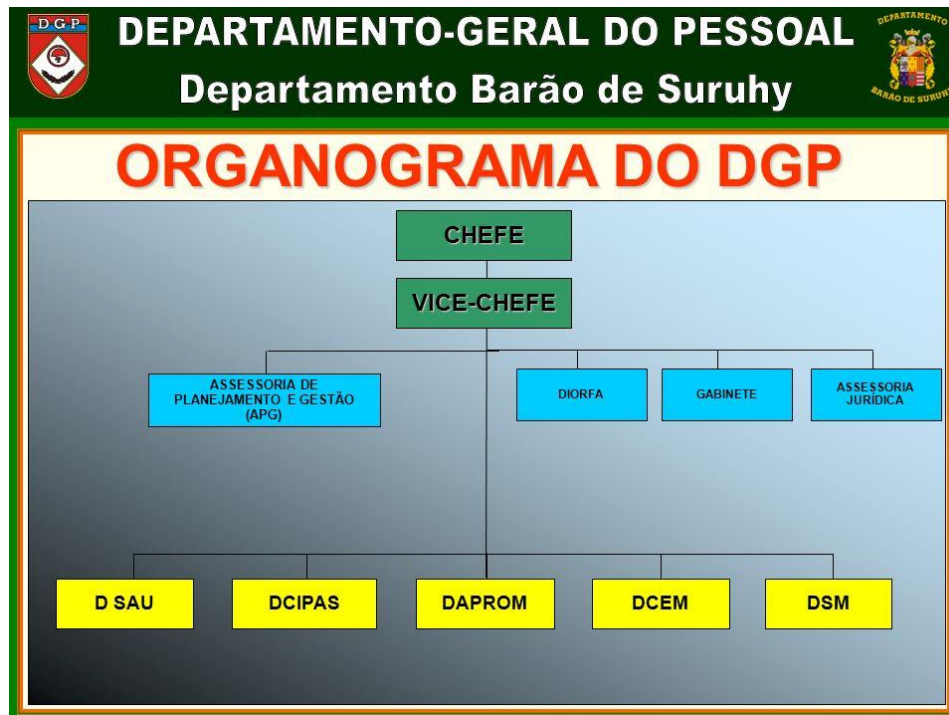 D G P
DEPARTAMENTO-GERAL DO PESSOAL
Departamento Barão de Suruhy
DEPARTAMENTO
BARÃO DE SURUHY
ORGANOGRAMA DO DGP
CHEFE
VICE-CHEFE
ASSESSORIA DE
PLANEJAMENTO E GESTÃO
(APG)
DIORFA
GABINETE
ASSESSORIA
JURÍDICA
D SAU
DCIPAS
DAPROM
DCEM
DSM